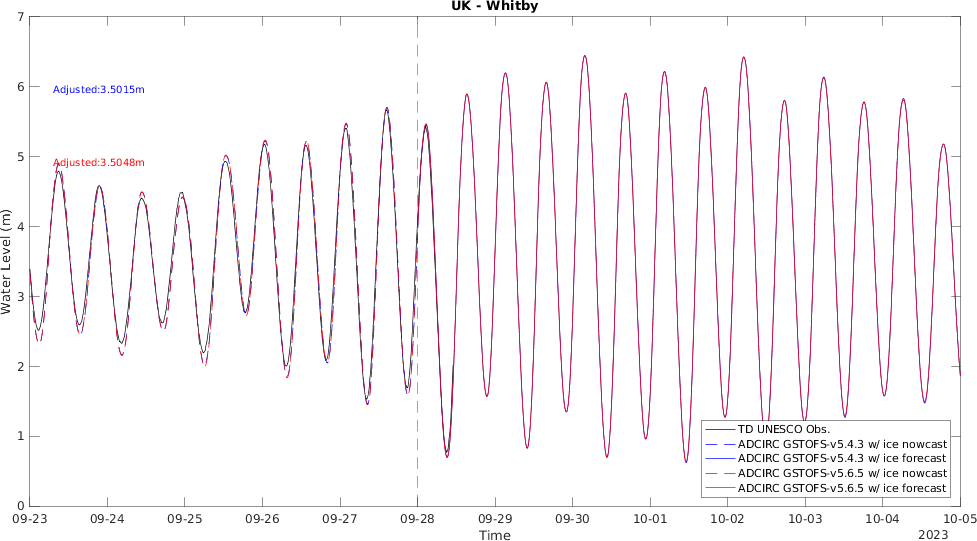 UK - Whitby
7
6
5
4
3
2
1
0
Water Level (m)
Adjusted:3.5015m
Adjusted:3.5048m
TD UNESCO Obs.
ADCIRC GSTOFS-v5.4.3 w/ ice nowcast
ADCIRC GSTOFS-v5.4.3 w/ ice forecast
ADCIRC GSTOFS-v5.6.5 w/ ice nowcast
ADCIRC GSTOFS-v5.6.5 w/ ice forecast
09-23 09-24 09-25 09-26 09-27 09-28 09-29 09-30 10-01 10-02 10-03 10-04 10-05
Time
2023